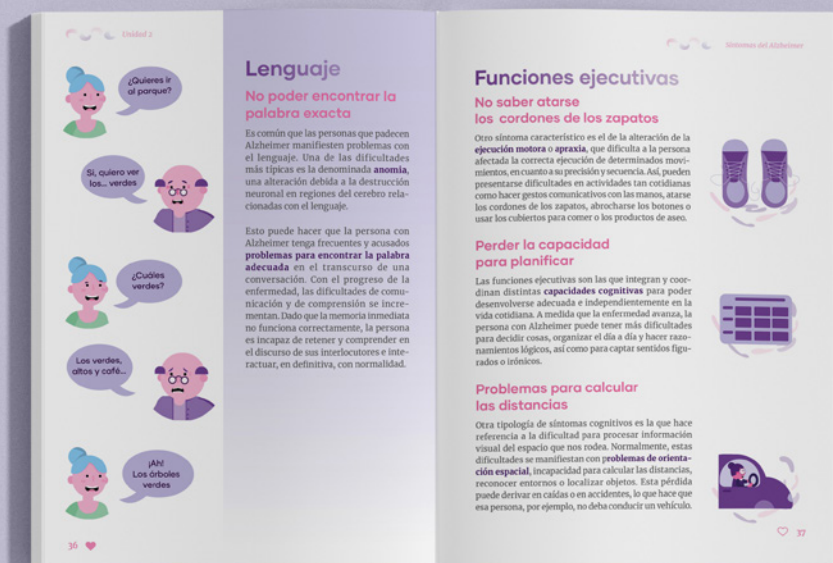 Unidad 2
¿Quieres ir
al parque?
Si, quiero ver
los... verdes
¿Cuáles
verdes?
Los verdes,
altos y café...
¡Ah!
Los árboles
verdes
36
Lenguaje
No poder encontrar la
palabra exacta
Es común que las personas que padecen
Alzheimer manifiesten problemas con
el lenguaje. Una de las dificultades
más típicas es la denominada anomia,
una alteración debida a la destrucción
neuronal en regiones del cerebro rela-
cionadas con el lenguaje.
Esto puede hacer que la persona con
Alzheimer tenga frecuentes y acusados
problemas para encontrar la palabra
adecuada en el transcurso de una
conversación. Con el progreso de la
enfermedad, las dificultades de comu-
nicación y de comprensión se incre-
mentan. Dado que la memoria inmediata
no funciona correctamente, la persona
es incapaz de retener y comprender en
el discurso de sus interlocutores e inte-
ractuar, en definitiva, con normalidad.
Síntomas del Alzheimer
Funciones ejecutivas
No saber atarse
los cordones de los zapatos
Otro síntoma característico es el de la alteración de la
ejecución motora o apraxia, que dificulta a la persona
afectada la correcta ejecución de determinados movi-
mientos, en cuanto a su precisión y secuencia. Así, pueden
presentarse dificultades en actividades tan cotidianas
como hacer gestos comunicativos con las manos, atarse
los cordones de los zapatos, abrocharse los botones o
usar los cubiertos para comer o los productos de aseo.
Perder la capacidad
para planificar
Las funciones ejecutivas son las que integran y coor-
dinan distintas capacidades cognitivas para poder
desenvolverse adecuada e independientemente en la
vida cotidiana. A medida que la enfermedad avanza, la
persona con Alzheimer puede tener más dificultades
para decidir cosas, organizar el día a día y hacer razo-
namientos lógicos, así como para captar sentidos figu-
rados o irónicos.
Problemas para calcular
las distancias
Otra tipología de síntomas cognitivos es la que hace
referencia a la dificultad para procesar información
visual del espacio que nos rodea. Normalmente, estas
dificultades se manifiestan con problemas de orienta-
ción espacial, incapacidad para calcular las distancias,
reconocer entornos o localizar objetos. Esta pérdida
puede derivar en caídas o en accidentes, lo que hace que
esa persona, por ejemplo, no deba conducir un vehículo.
37